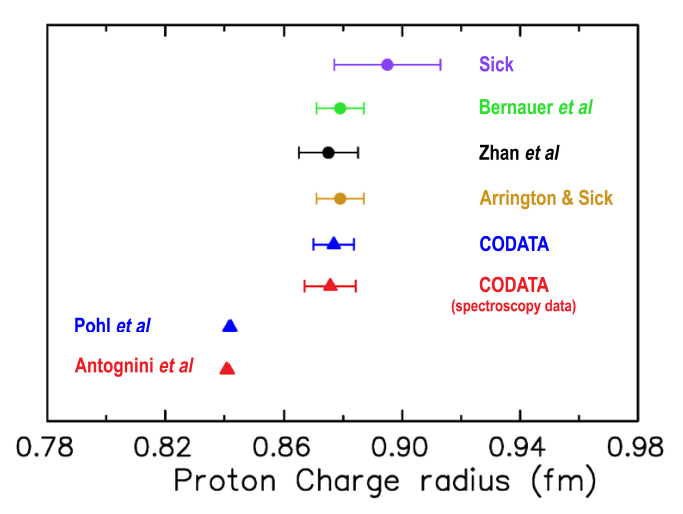 Sick
Bernauer et al
Zhan et al
Arrington & Sick
CODATA
CODATA
(spectroscopy data)
Pohl et al
Antognini et al
0.78 0.82 0.86 0.90 0.94 0.98
Proton Charge radius (fm)